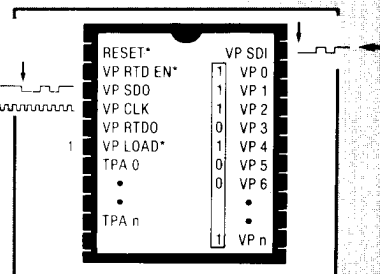 RESET* VP SDI
VP RTD EN* 1 VP 0
VP SDO 1 VP 1
VP CLK 1 VP 2
VP RTDO 0 VP 3
1 VP LOAD* 1 VP 4
TPA 0 0 VP 5
• 0 VP 6
• •
TPA n •
1 VP n